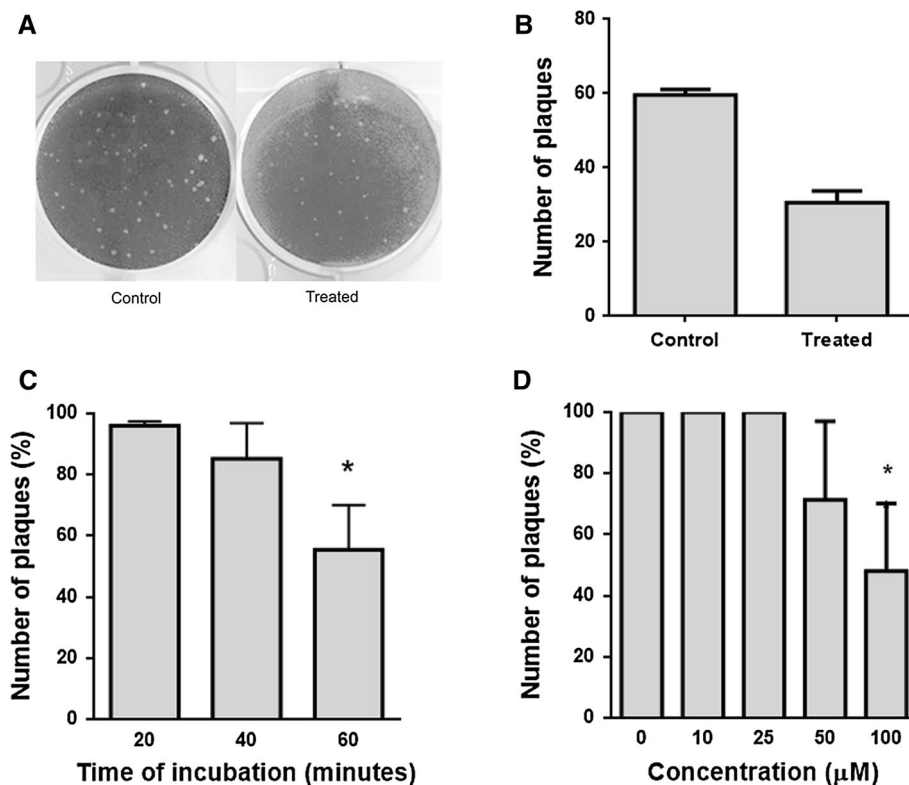 A
Control
Treated
B
Number of plaques
80
60
40
20
0
Control
Treated
C
Number of plaques (%)
100
80
60
40
20
0
*
20
40
60
Time of incubation (minutes)
D
Number of plaques (%)
100
80
60
40
20
0
*
0
10
25
50
100
Concentration (μM)